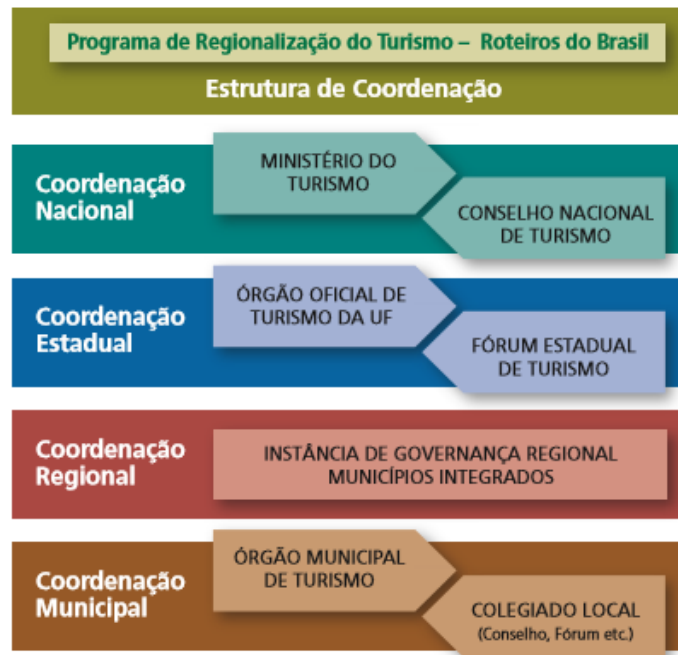 Programa de Regionalização do Turismo – Roteiros do Brasil
Estrutura de Coordenação
Coordenação
Nacional
MINISTÉRIO DO
TURISMO
CONSELHO NACIONAL
DE TURISMO
Coordenação
Estadual
ÓRGÃO OFICIAL DE
TURISMO DA UF
FÓRUM ESTADUAL
DE TURISMO
Coordenação
Regional
INSTÂNCIA DE GOVERNANÇA REGIONAL
MUNICÍPIOS INTEGRADOS
Coordenação
Municipal
ÓRGÃO MUNICIPAL
DE TURISMO
COLEGIADO LOCAL
(Conselho, Fórum etc.)